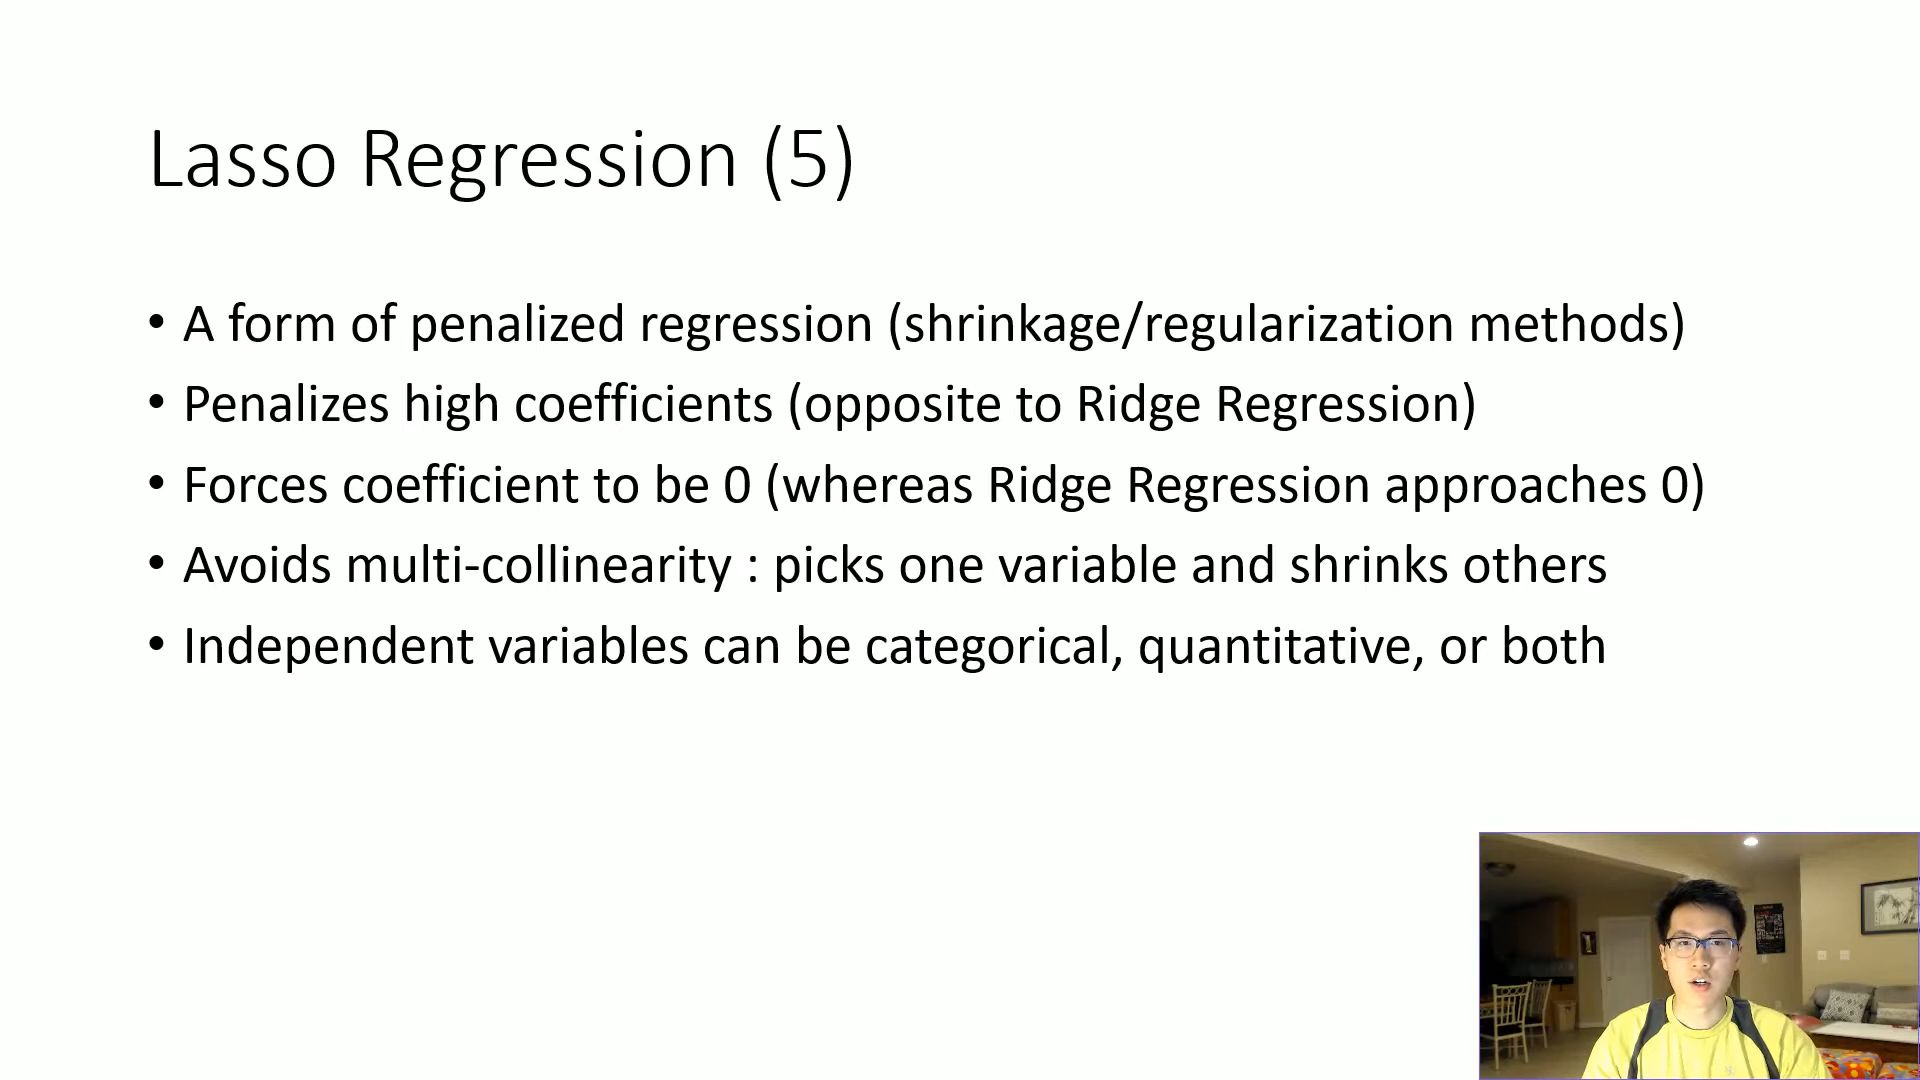 Lasso Regression (5)
• A form of penalized regression (shrinkage/regularization methods)
• Penalizes high coefficients (opposite to Ridge Regression)
• Forces coefficient to be 0 (whereas Ridge Regression approaches 0)
• Avoids multi-collinearity : picks one variable and shrinks others
• Independent variables can be categorical, quantitative, or both